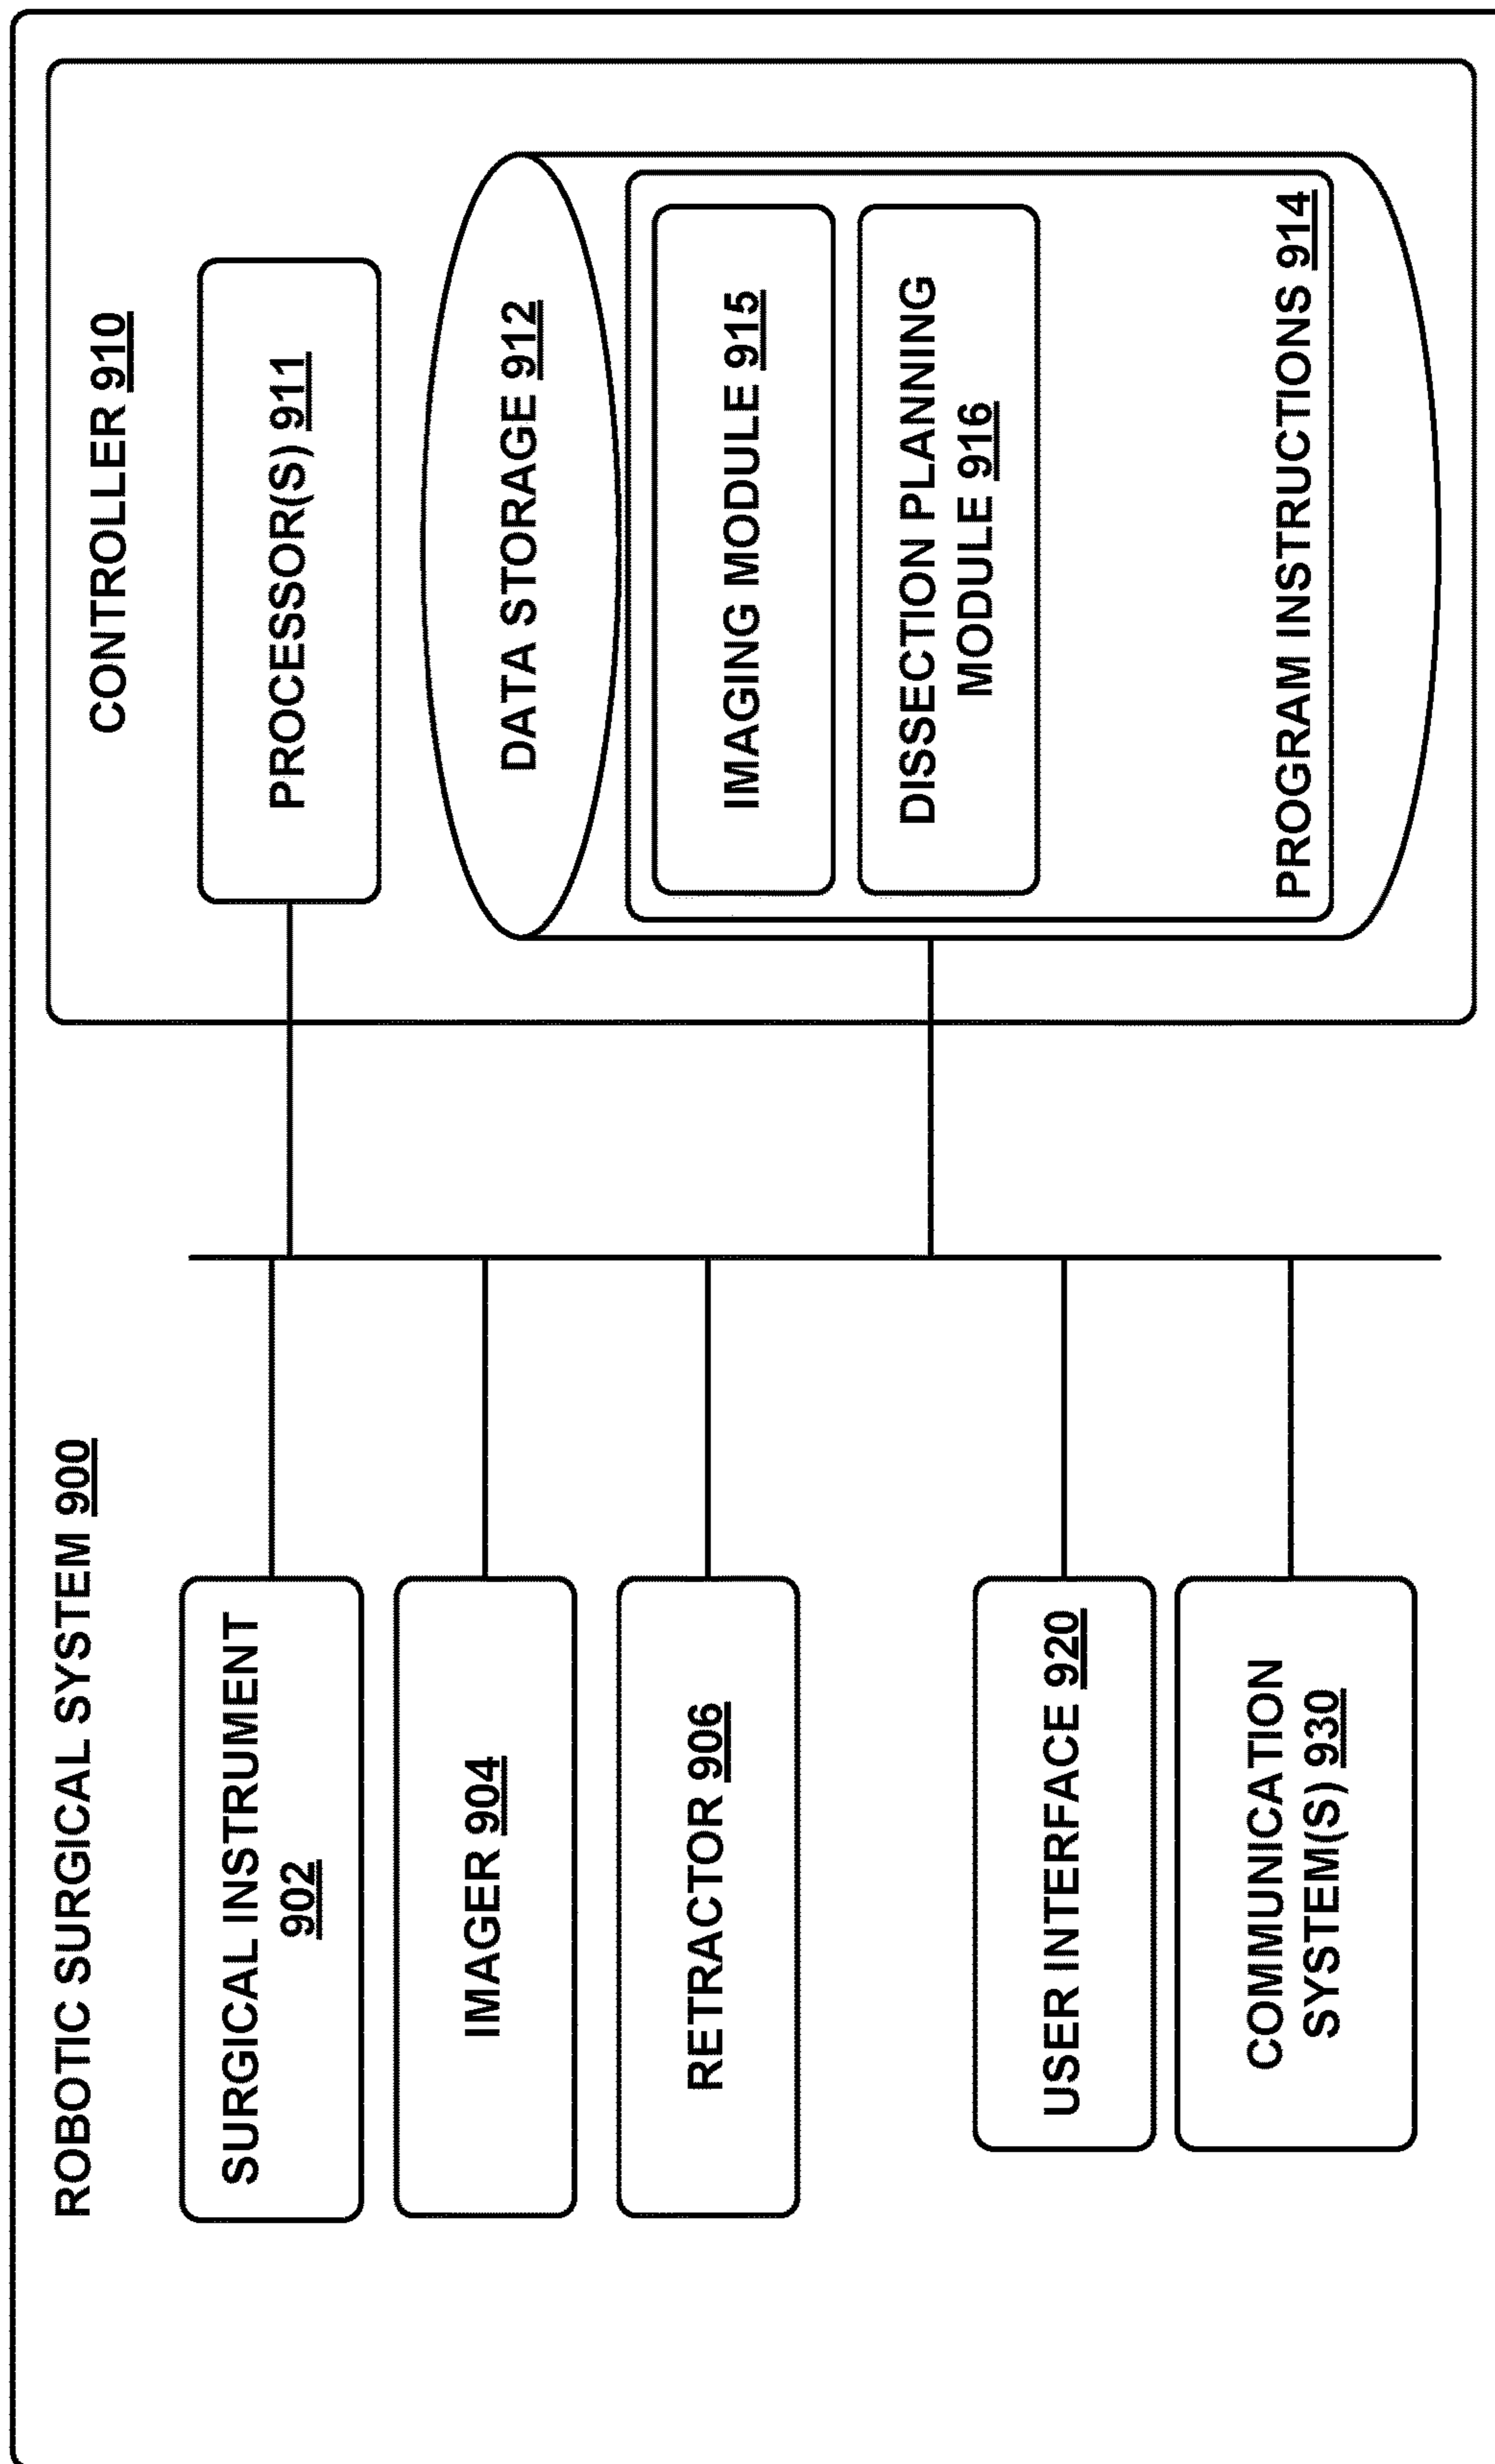 ROBOTIC SURGICAL SYSTEM 900
SURGICAL INSTRUMENT
902
IMAGER 904
RETRACTOR 906
USER INTERFACE 920
COMMUNICATION
SYSTEM(S) 930
CONTROLLER 910
PROCESSOR(S) 911
DATA STORAGE 912
IMAGING MODULE 915
DISSECTION PLANNING
MODULE 916
PROGRAM INSTRUCTIONS 914